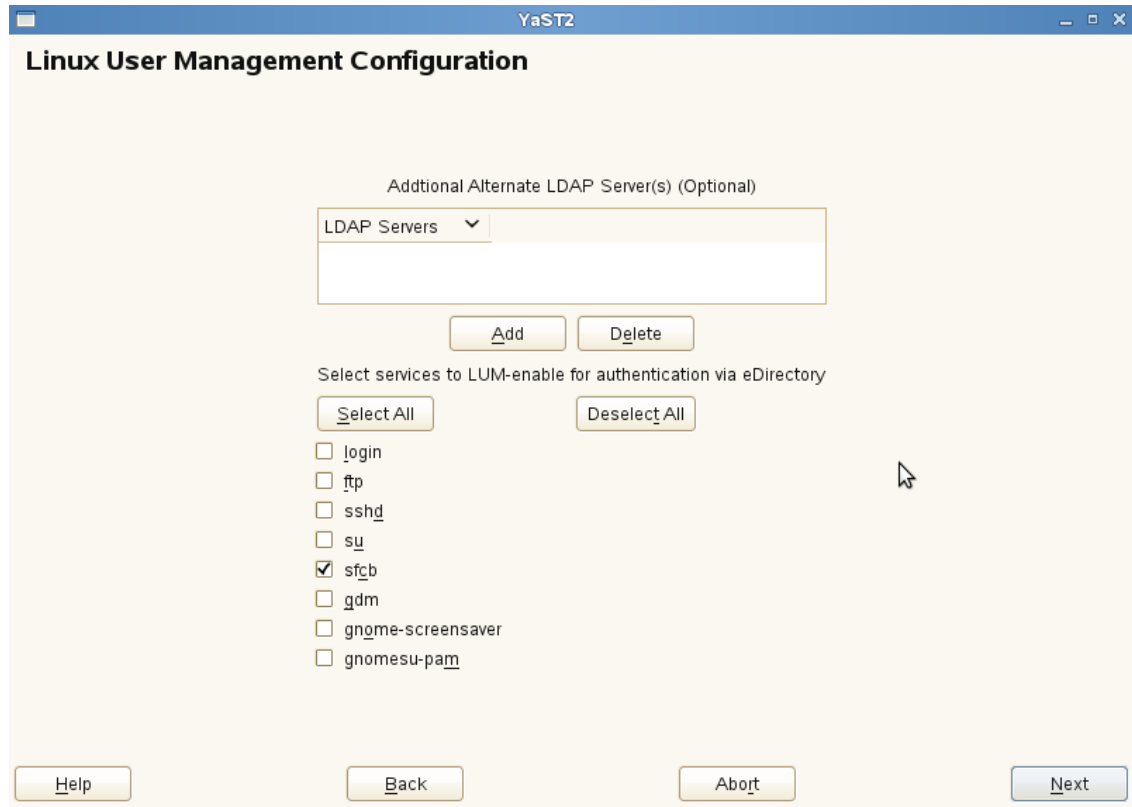 YaST2
Linux User Management Configuration
Addtional Alternate LDAP Server(s) (Optional)
LDAP Servers
Add Delete
Select services to LUM-enable for authentication via eDirectory
Select All Deselect All
login
ftp
sshd
su
sfcb
gdm
gnome-screensaver
gnomesu-pam
Help Back Abort Next